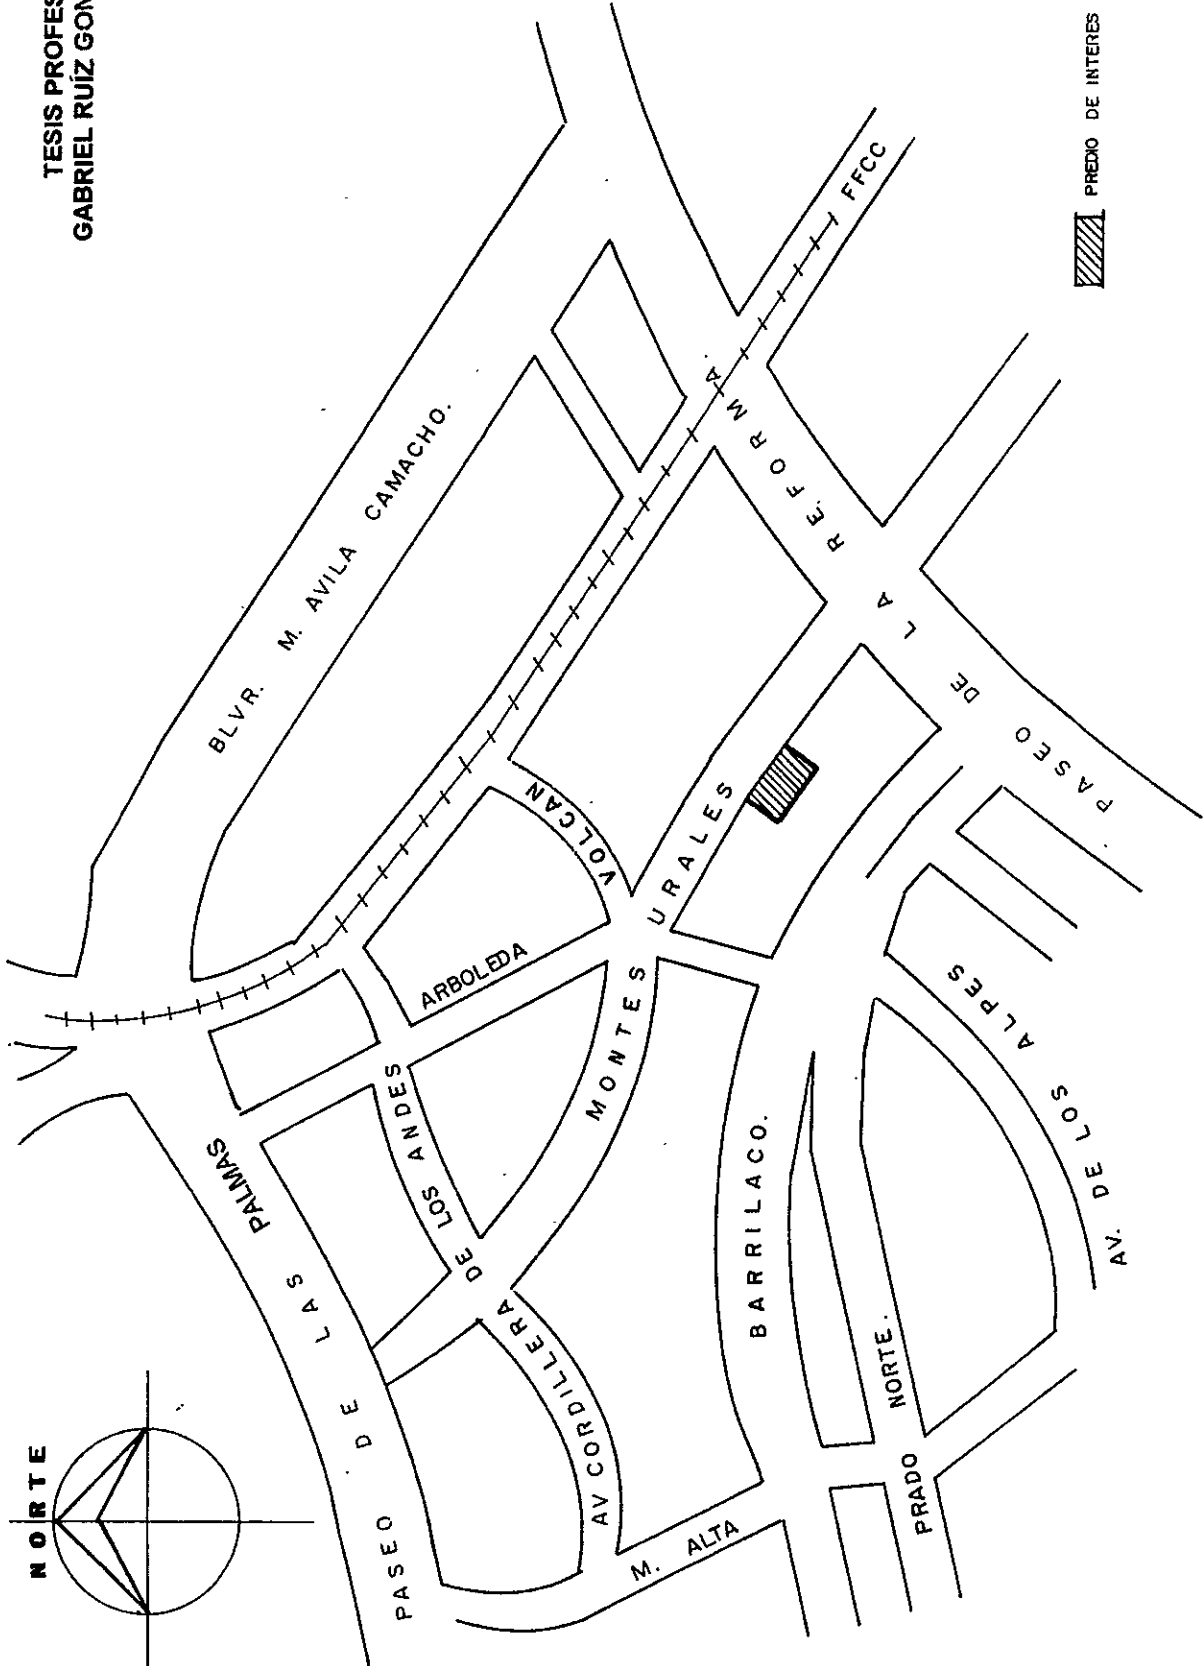 TESIS PROFES
GABRIEL RUÍZ GON
NORTE
BLVR. M. AVILA CAMACHO.
FFCC
PASEO DE LA REFORMA
PASEO DE LAS PALMAS
ARBOLEDA
VOLCAN
MONTES URALES
AV CORDILLERA DE LOS ANDES
BARRILACO.
M. ALTA
PRADO NORTE.
AV. DE LOS ALPES
PREDIO DE INTERES